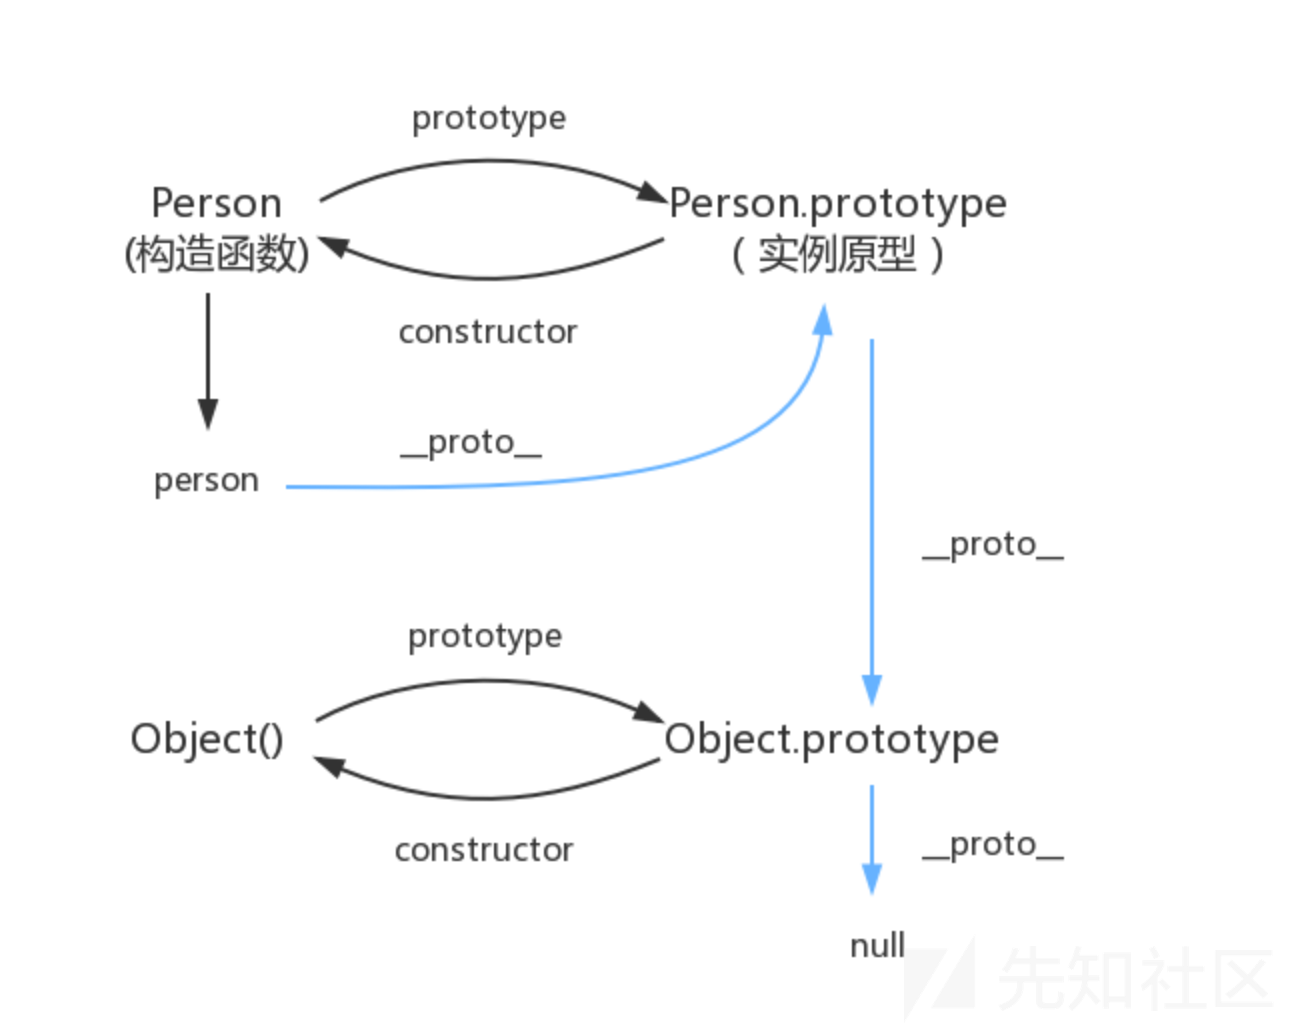 prototype
Person
Person.prototype
(构造函数)
( 实例原型 )
constructor
__proto__
person
__proto__
prototype
Object()
Object.prototype
constructor
__proto__
null
先知社区